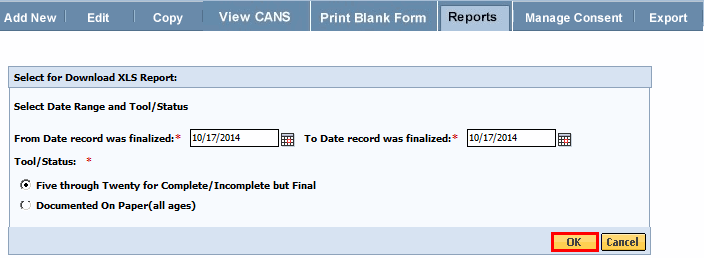 Add New Edit Copy View CANS Print Blank Form Reports Manage Consent Export
Select for Download XLS Report:
Select Date Range and Tool/Status
From Date record was finalized:* 10/17/2014 To Date record was finalized:* 10/17/2014
Tool/Status: *
Five through Twenty for Complete/Incomplete but Final
Documented On Paper(all ages)
OK Cancel